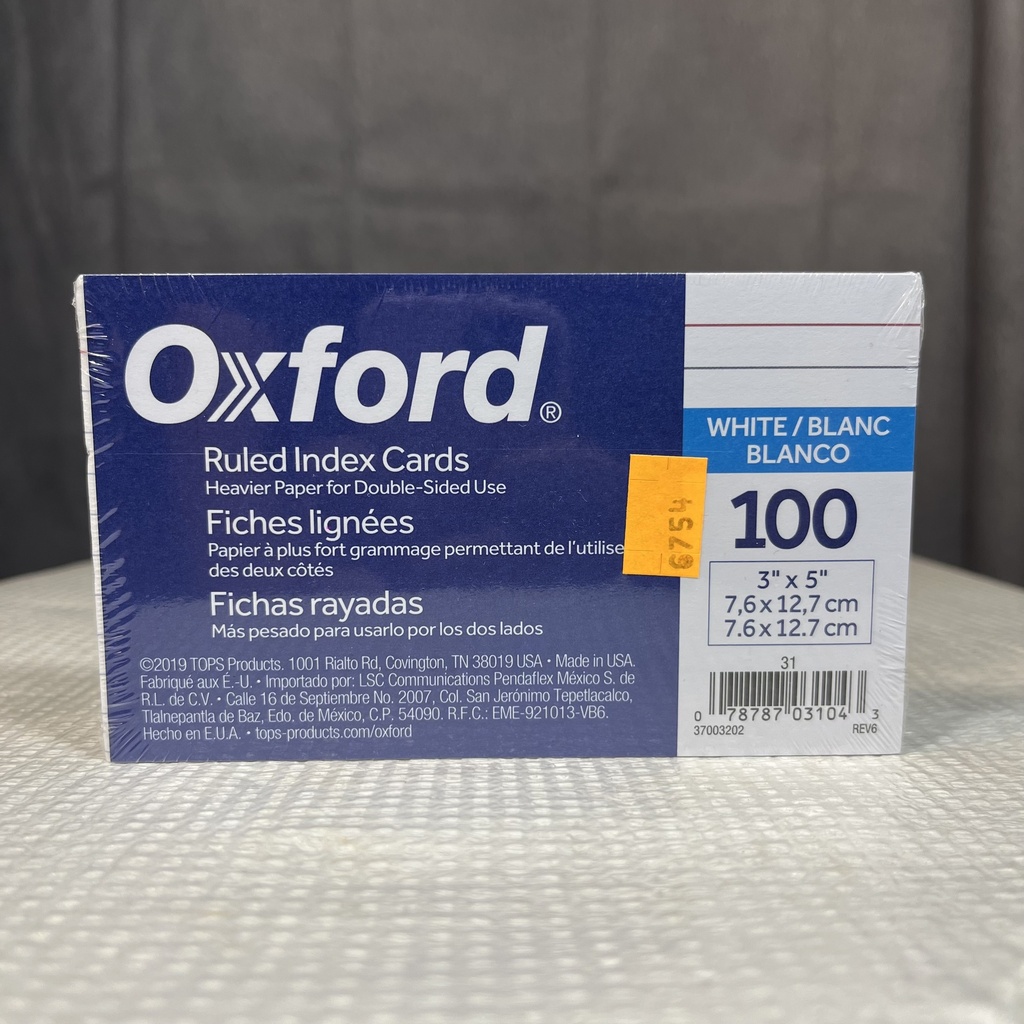 Oxford®
Ruled Index Cards
Heavier Paper for Double-Sided Use
Fiches lignées
Papier à plus fort grammage permettant de l'utilise
des deux côtés
Fichas rayadas
Más pesado para usarlo por los dos lados
©2019 TOPS Products. 1001 Rialto Rd, Covington, TN 38019 USA • Made in USA.
Fabriqué aux É.-U. • Importado por: LSC Communications Pendaflex México S. de
R.L. de C.V. • Calle 16 de Septiembre No. 2007, Col. San Jerónimo Tepetlacalco,
Tlalnepantla de Baz, Edo. de México, C.P. 54090. R.F.C.: EME-921013-VB6.
Hecho en E.U.A. • tops-products.com/oxford
6754
WHITE / BLANC
BLANCO
100
3" x 5"
7,6 x 12,7 cm
7.6 x 12.7 cm
31
0 78787 03104 3
37003202 REV6